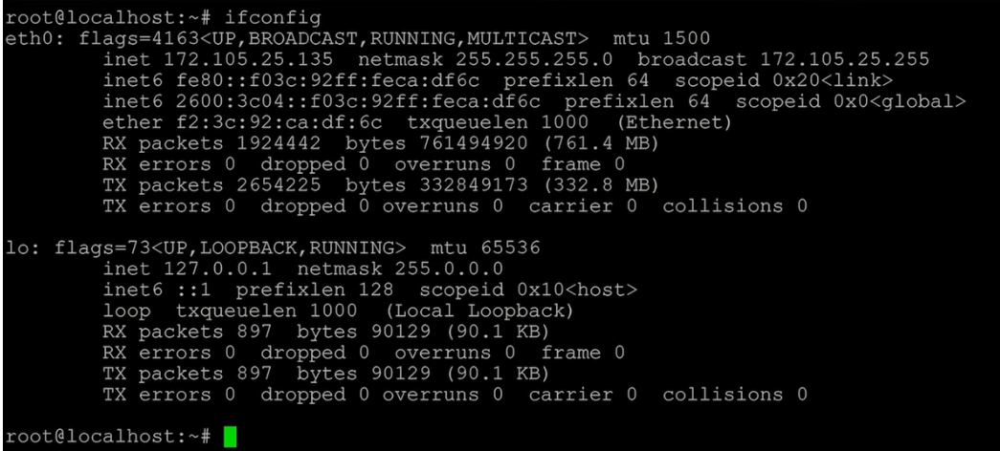 root@localhost:~# ifconfig
eth0: flags=4163<UP,BROADCAST,RUNNING,MULTICAST>  mtu 1500
        inet 172.105.25.135  netmask 255.255.255.0  broadcast 172.105.25.255
        inet6 fe80::f03c:92ff:feca:df6c  prefixlen 64  scopeid 0x20<link>
        inet6 2600:3c04::f03c:92ff:feca:df6c  prefixlen 64  scopeid 0x0<global>
        ether f2:3c:92:ca:df:6c  txqueuelen 1000  (Ethernet)
        RX packets 1924442  bytes 761494920 (761.4 MB)
        RX errors 0  dropped 0  overruns 0  frame 0
        TX packets 2654225  bytes 332849173 (332.8 MB)
        TX errors 0  dropped 0 overruns 0  carrier 0  collisions 0

lo: flags=73<UP,LOOPBACK,RUNNING>  mtu 65536
        inet 127.0.0.1  netmask 255.0.0.0
        inet6 ::1  prefixlen 128  scopeid 0x10<host>
        loop  txqueuelen 1000  (Local Loopback)
        RX packets 897  bytes 90129 (90.1 KB)
        RX errors 0  dropped 0  overruns 0  frame 0
        TX packets 897  bytes 90129 (90.1 KB)
        TX errors 0  dropped 0 overruns 0  carrier 0  collisions 0

root@localhost:~#